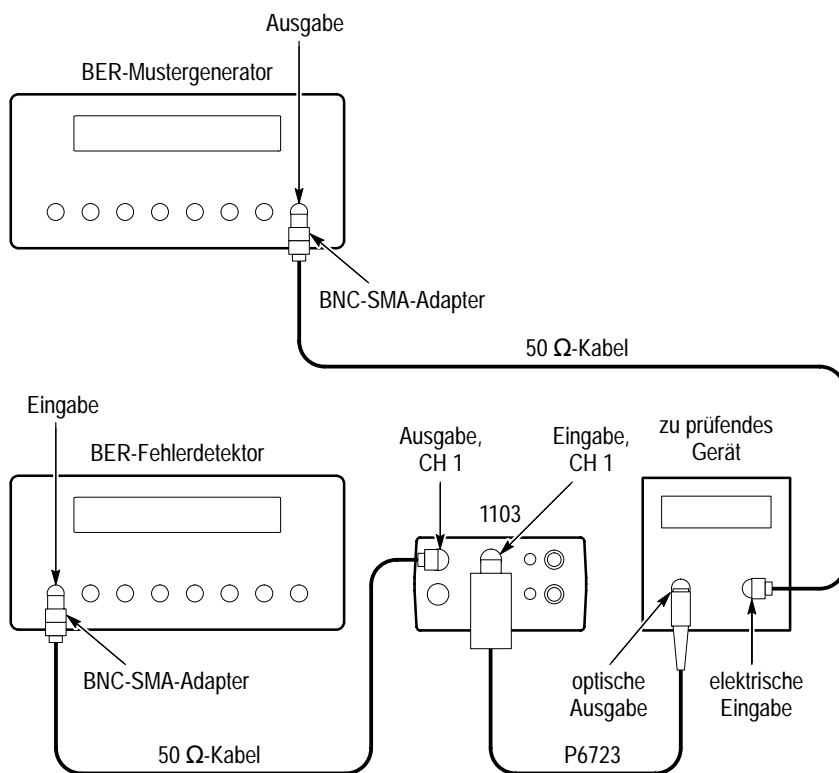 Ausgabe
BER-Mustergenerator
BNC-SMA-Adapter
50 Ω-Kabel
Eingabe
BER-Fehlerdetektor
Ausgabe,
CH 1
Eingabe,
CH 1
zu prüfendes
Gerät
1103
BNC-SMA-Adapter
optische
Ausgabe
elektrische
Eingabe
50 Ω-Kabel
P6723